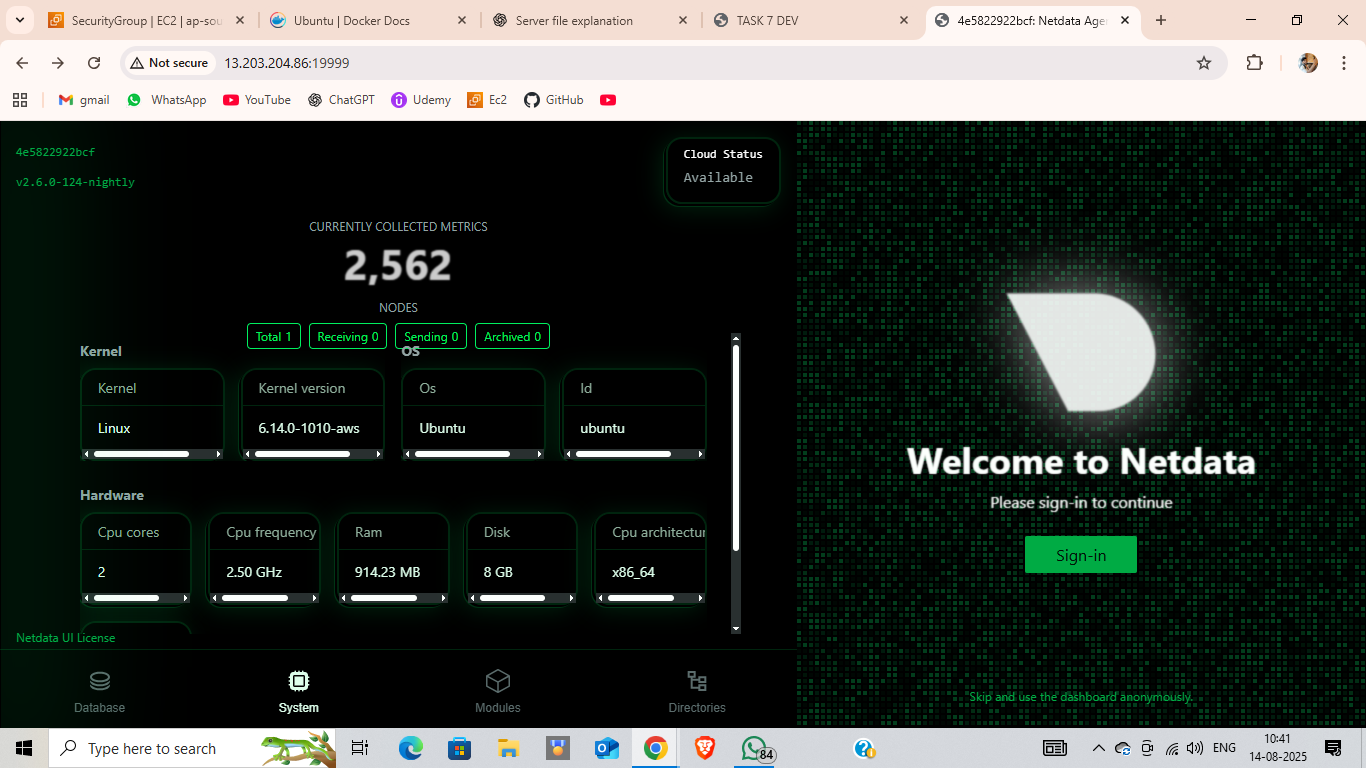 SecurityGroup | EC2 | ap-sou
Ubuntu | Docker Docs
Server file explanation
TASK 7 DEV
4e5822922bcf: Netdata Age
Not secure
13.203.204.86:19999
gmail
WhatsApp
YouTube
ChatGPT
Udemy
Ec2
GitHub
4e5822922bcf
v2.6.0-124-nightly
Cloud Status
Available
CURRENTLY COLLECTED METRICS
2,562
NODES
Total 1
Receiving 0
Sending 0
Archived 0
Kernel
OS
Kernel
Kernel version
Os
Id
Linux
6.14.0-1010-aws
Ubuntu
ubuntu
Hardware
Cpu cores
Cpu frequency
Ram
Disk
Cpu architectur
2
2.50 GHz
914.23 MB
8 GB
x86_64
Netdata UI License
Database
System
Modules
Directories
Welcome to Netdata
Please sign-in to continue
Sign-in
Skip and use the dashboard anonymously.
Type here to search
84
ENG
10:41
14-08-2025